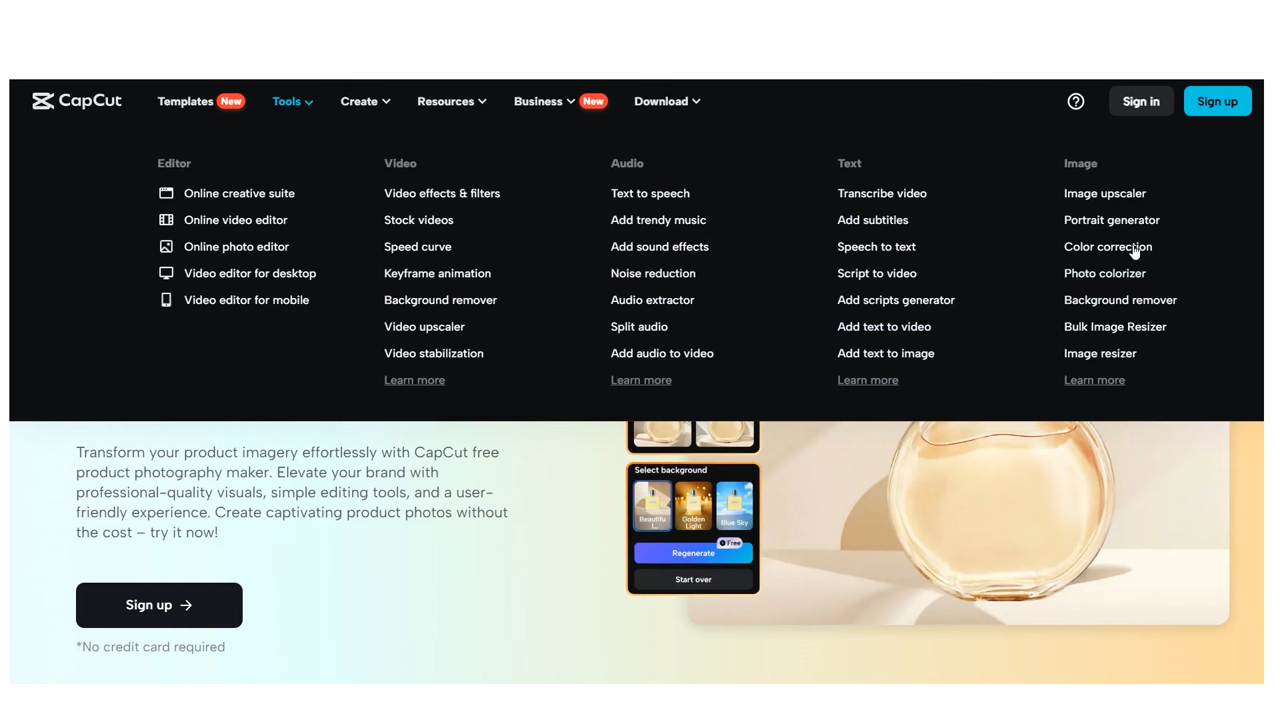 CapCut
Templates New
Tools
Create
Resources
Business New
Download
Sign in
Sign up
Editor
Online creative suite
Online video editor
Online photo editor
Video editor for desktop
Video editor for mobile
Video
Video effects & filters
Stock videos
Speed curve
Keyframe animation
Background remover
Video upscaler
Video stabilization
Learn more
Audio
Text to speech
Add trendy music
Add sound effects
Noise reduction
Audio extractor
Split audio
Add audio to video
Learn more
Text
Transcribe video
Add subtitles
Speech to text
Script to video
Add scripts generator
Add text to video
Add text to image
Learn more
Image
Image upscaler
Portrait generator
Color correction
Photo colorizer
Background remover
Bulk Image Resizer
Image resizer
Learn more
Transform your product imagery effortlessly with CapCut free
product photography maker. Elevate your brand with
professional-quality visuals, simple editing tools, and a user-
friendly experience. Create captivating product photos without
the cost – try it now!
Sign up
*No credit card required
Select background
Beautifu
l..
Golden
Light
Blue Sky
Free
Regenerate
Start over